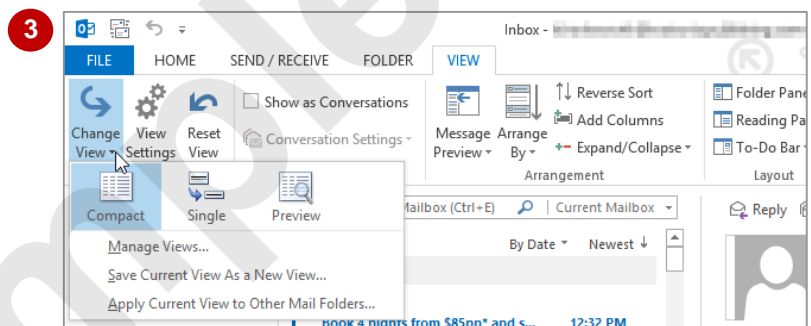 3
Inbox -
FILE HOME SEND / RECEIVE FOLDER VIEW
Change View
View Settings
Reset View
Show as Conversations
Conversation Settings
Message Preview
Arrange By
Reverse Sort
Add Columns
Expand/Collapse
Arrangement
Folder Pane
Reading Pa
To-Do Bar
Layout
Compact Single Preview
Manage Views...
Save Current View As a New View...
Apply Current View to Other Mail Folders...
Mailbox (Ctrl+E) Current Mailbox
Reply
By Date Newest
Book 4 nights from $85pp* and s... 12:32 PM